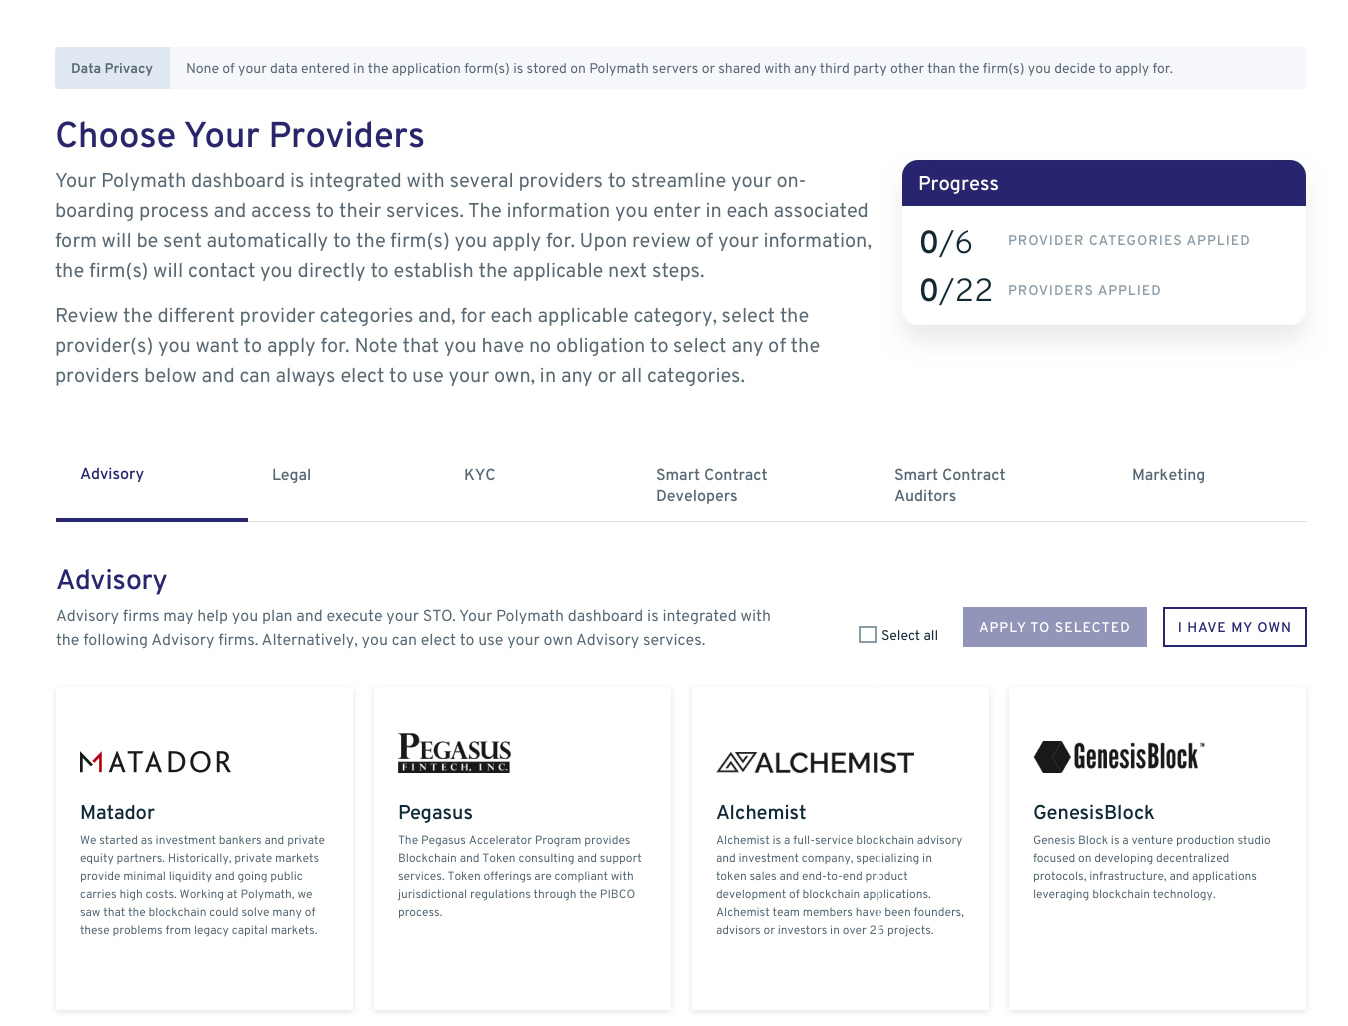 Data Privacy
None of your data entered in the application form(s) is stored on Polymath servers or shared with any third party other than the firm(s) you decide to apply for.
Choose Your Providers
Your Polymath dashboard is integrated with several providers to streamline your on-
boarding process and access to their services. The information you enter in each associated
form will be sent automatically to the firm(s) you apply for. Upon review of your information,
the firm(s) will contact you directly to establish the applicable next steps.
Review the different provider categories and, for each applicable category, select the
provider(s) you want to apply for. Note that you have no obligation to select any of the
providers below and can always elect to use your own, in any or all categories.
Progress
0/6 PROVIDER CATEGORIES APPLIED
0/22 PROVIDERS APPLIED
Advisory
Legal
KYC
Smart Contract
Developers
Smart Contract
Auditors
Marketing
Advisory
Advisory firms may help you plan and execute your STO. Your Polymath dashboard is integrated with
the following Advisory firms. Alternatively, you can elect to use your own Advisory services.
Select all
APPLY TO SELECTED
I HAVE MY OWN
MATADOR
Matador
We started as investment bankers and private
equity partners. Historically, private markets
provide minimal liquidity and going public
carries high costs. Working at Polymath, we
saw that the blockchain could solve many of
these problems from legacy capital markets.
PEGASUS
FINTECH, INC.
Pegasus
The Pegasus Accelerator Program provides
Blockchain and Token consulting and support
services. Token offerings are compliant with
jurisdictional regulations through the PIBCO
process.
ALCHEMIST
Alchemist
Alchemist is a full-service blockchain advisory
and investment company, specializing in
token sales and end-to-end product
development of blockchain applications.
Alchemist team members have been founders,
advisors or investors in over 25 projects.
GenesisBlock™
GenesisBlock
Genesis Block is a venture production studio
focused on developing decentralized
protocols, infrastructure, and applications
leveraging blockchain technology.